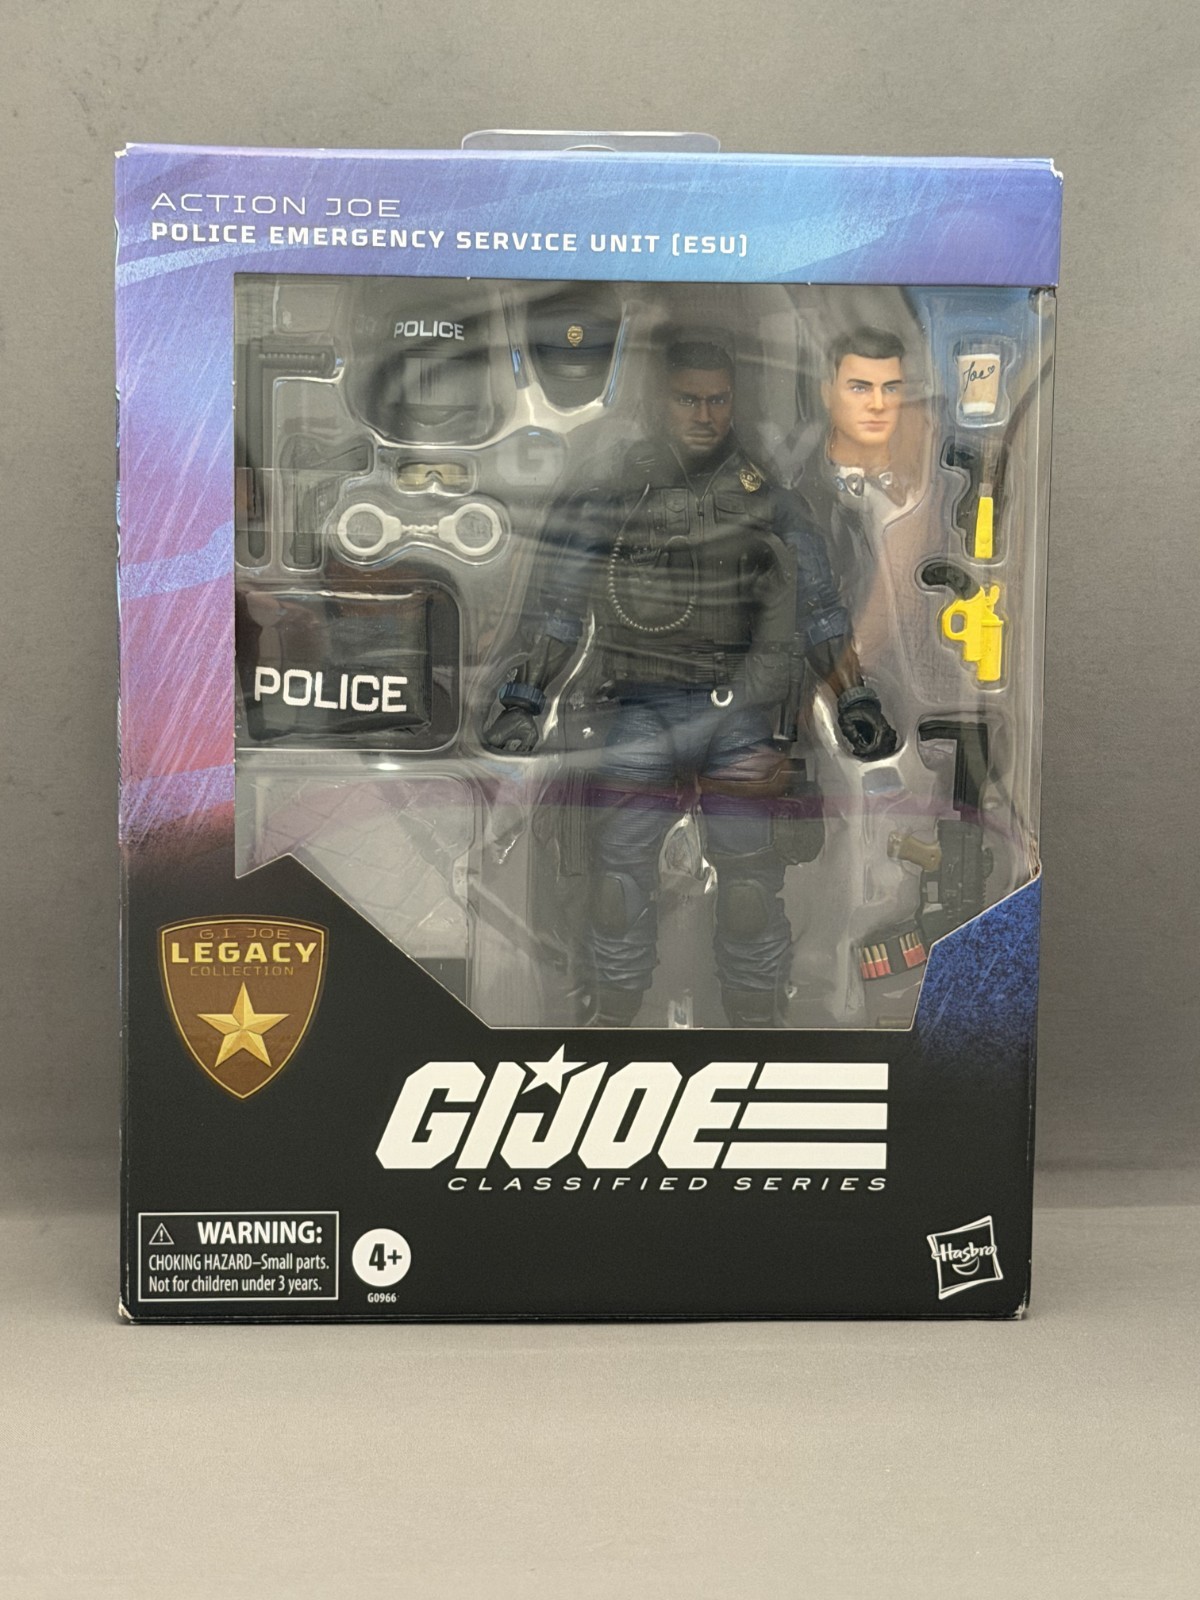 ACTION JOE
POLICE EMERGENCY SERVICE UNIT (ESU)
POLICE
Joe
G
POLICE
G.I. JOE
LEGACY
COLLECTION
GIJOE
CLASSIFIED SERIES
WARNING:
CHOKING HAZARD–Small parts.
Not for children under 3 years.
4+
G0966
Hasbro